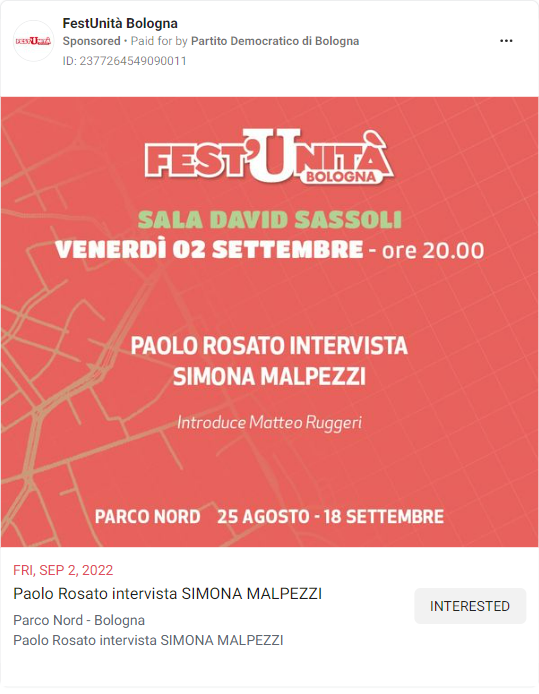 FestUnità Bologna
Sponsored • Paid for by Partito Democratico di Bologna
ID: 2377264549090011
FEST'UNITÀ
FEST'UNITÀ
BOLOGNA
SALA DAVID SASSOLI
VENERDÌ 02 SETTEMBRE - ore 20.00
PAOLO ROSATO INTERVISTA
SIMONA MALPEZZI
Introduce Matteo Ruggeri
PARCO NORD 25 AGOSTO - 18 SETTEMBRE
FRI, SEP 2, 2022
Paolo Rosato intervista SIMONA MALPEZZI
INTERESTED
Parco Nord - Bologna
Paolo Rosato intervista SIMONA MALPEZZI